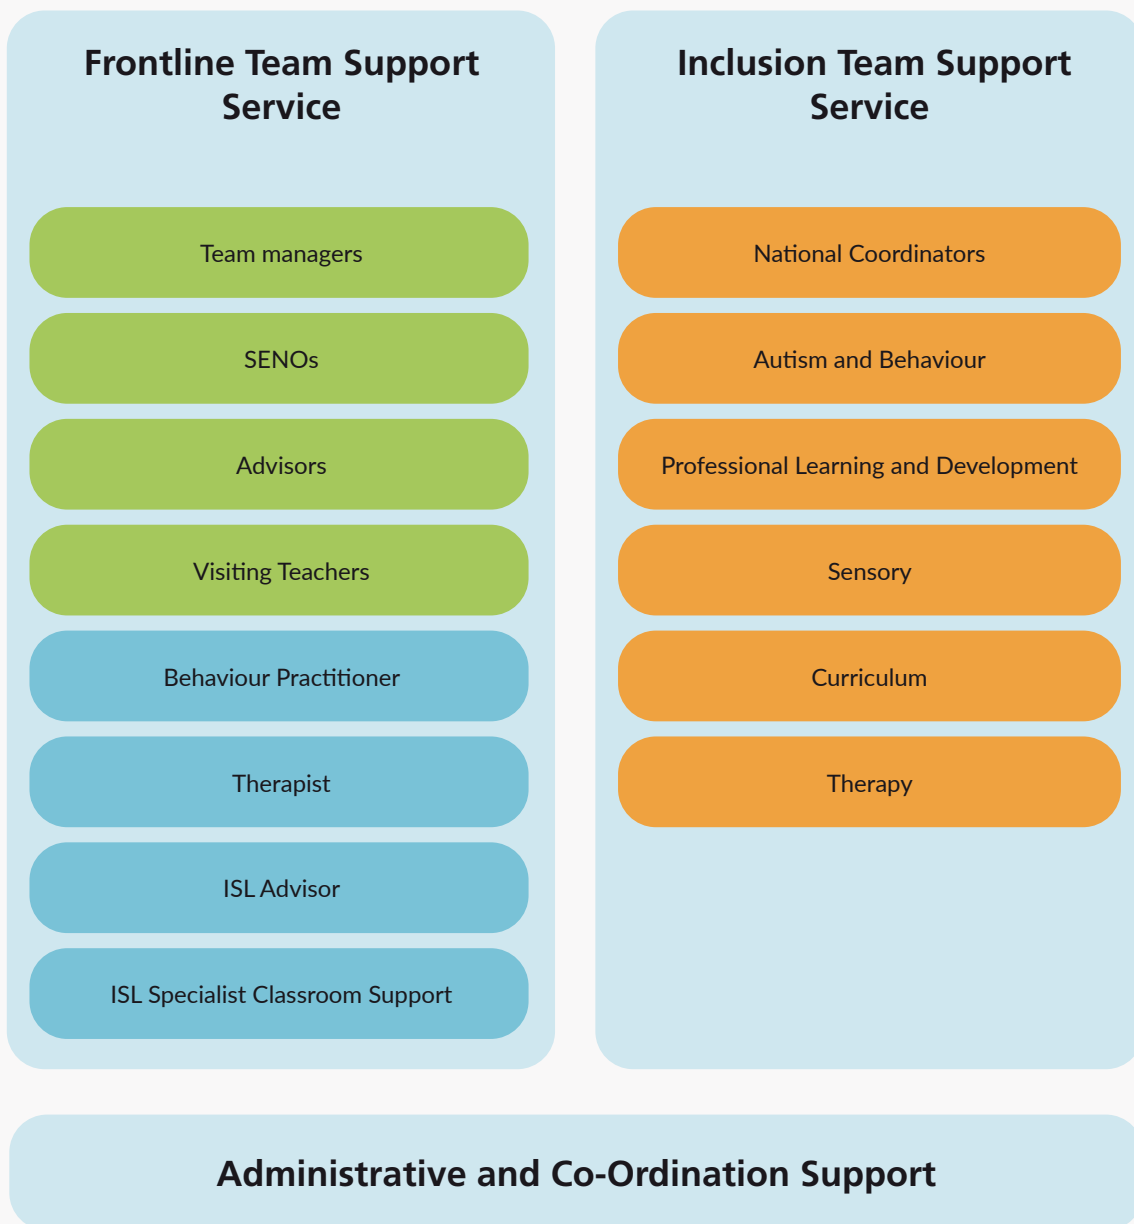 Frontline Team Support
Service
Team managers
SENOs
Advisors
Visiting Teachers
Behaviour Practitioner
Therapist
ISL Advisor
ISL Specialist Classroom Support
Inclusion Team Support
Service
National Coordinators
Autism and Behaviour
Professional Learning and Development
Sensory
Curriculum
Therapy
Administrative and Co-Ordination Support